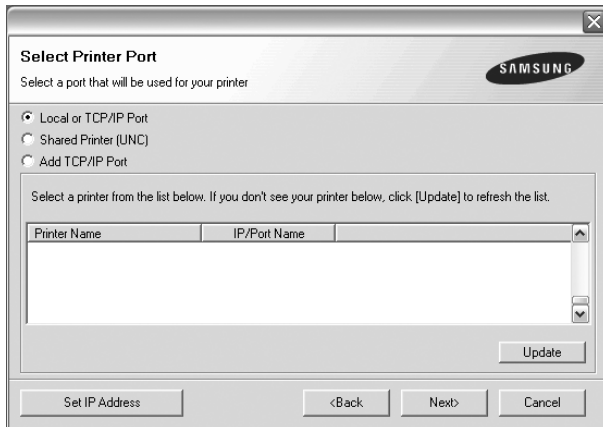 Select Printer Port
Select a port that will be used for your printer
SAMSUNG
Local or TCP/IP Port
Shared Printer (UNC)
Add TCP/IP Port
Select a printer from the list below. If you don't see your printer below, click [Update] to refresh the list.
Printer Name IP/Port Name
Update
Set IP Address <Back Next> Cancel